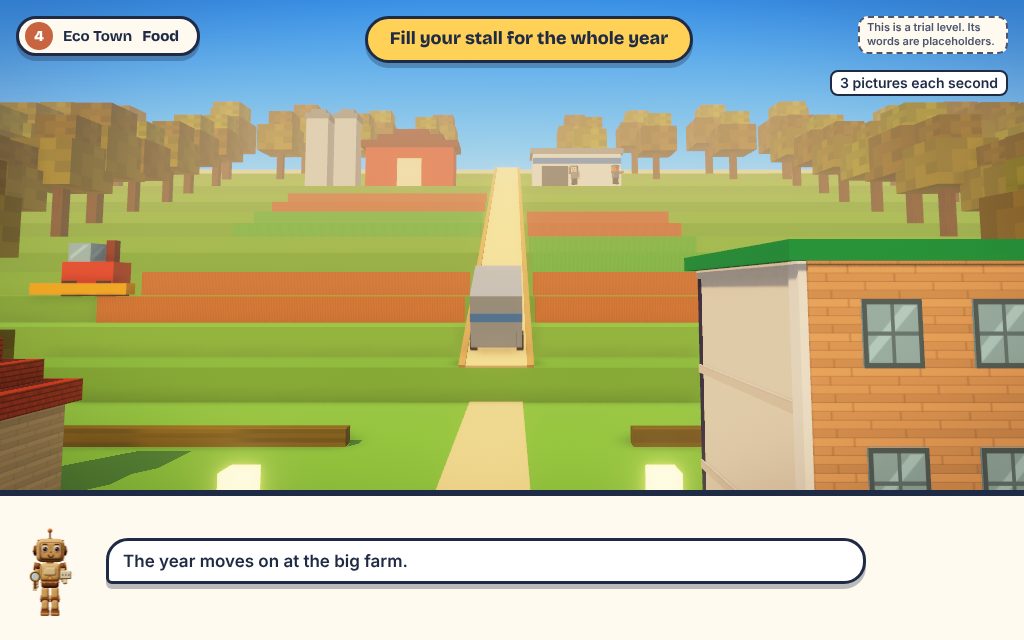 4 Eco Town Food
Fill your stall for the whole year
This is a trial level. Its
words are placeholders.
3 pictures each second
The year moves on at the big farm.